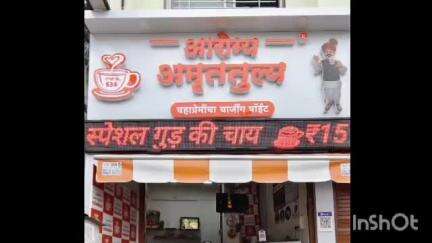 आरोग्य
अमृततुल्य
चहाप्रेमींचा चार्जींग पॉईंट
स्पेशल गुड़ की चाय ₹15
InShOt